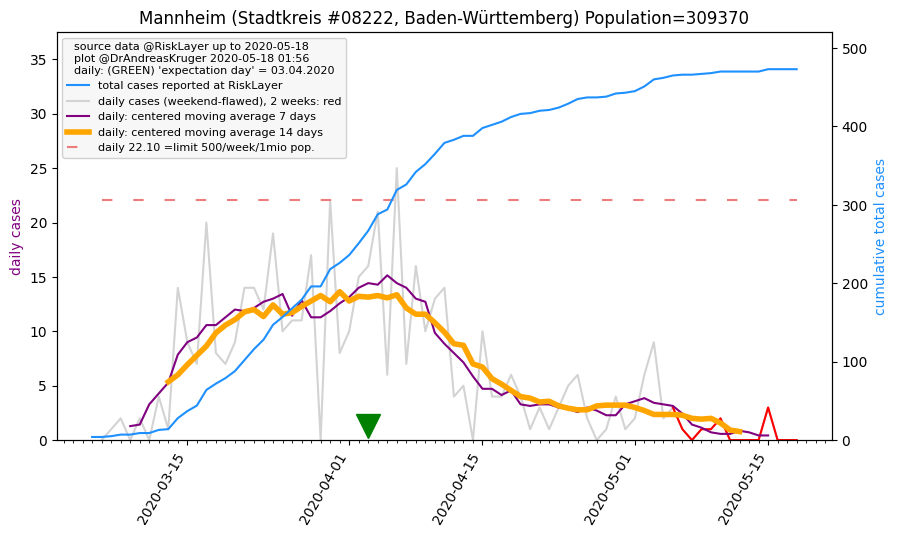 Mannheim (Stadtkreis #08222, Baden-Württemberg) Population=309370
source data @RiskLayer up to 2020-05-18
plot @DrAndreasKruger 2020-05-18 01:56
daily: (GREEN) 'expectation day' = 03.04.2020
total cases reported at RiskLayer
daily cases (weekend-flawed), 2 weeks: red
daily: centered moving average 7 days
daily: centered moving average 14 days
daily 22.10 =limit 500/week/1mio pop.
daily cases
35
30
25
20
15
10
5
0
cumulative total cases
500
400
300
200
100
0
2020-03-15
2020-04-01
2020-04-15
2020-05-01
2020-05-15